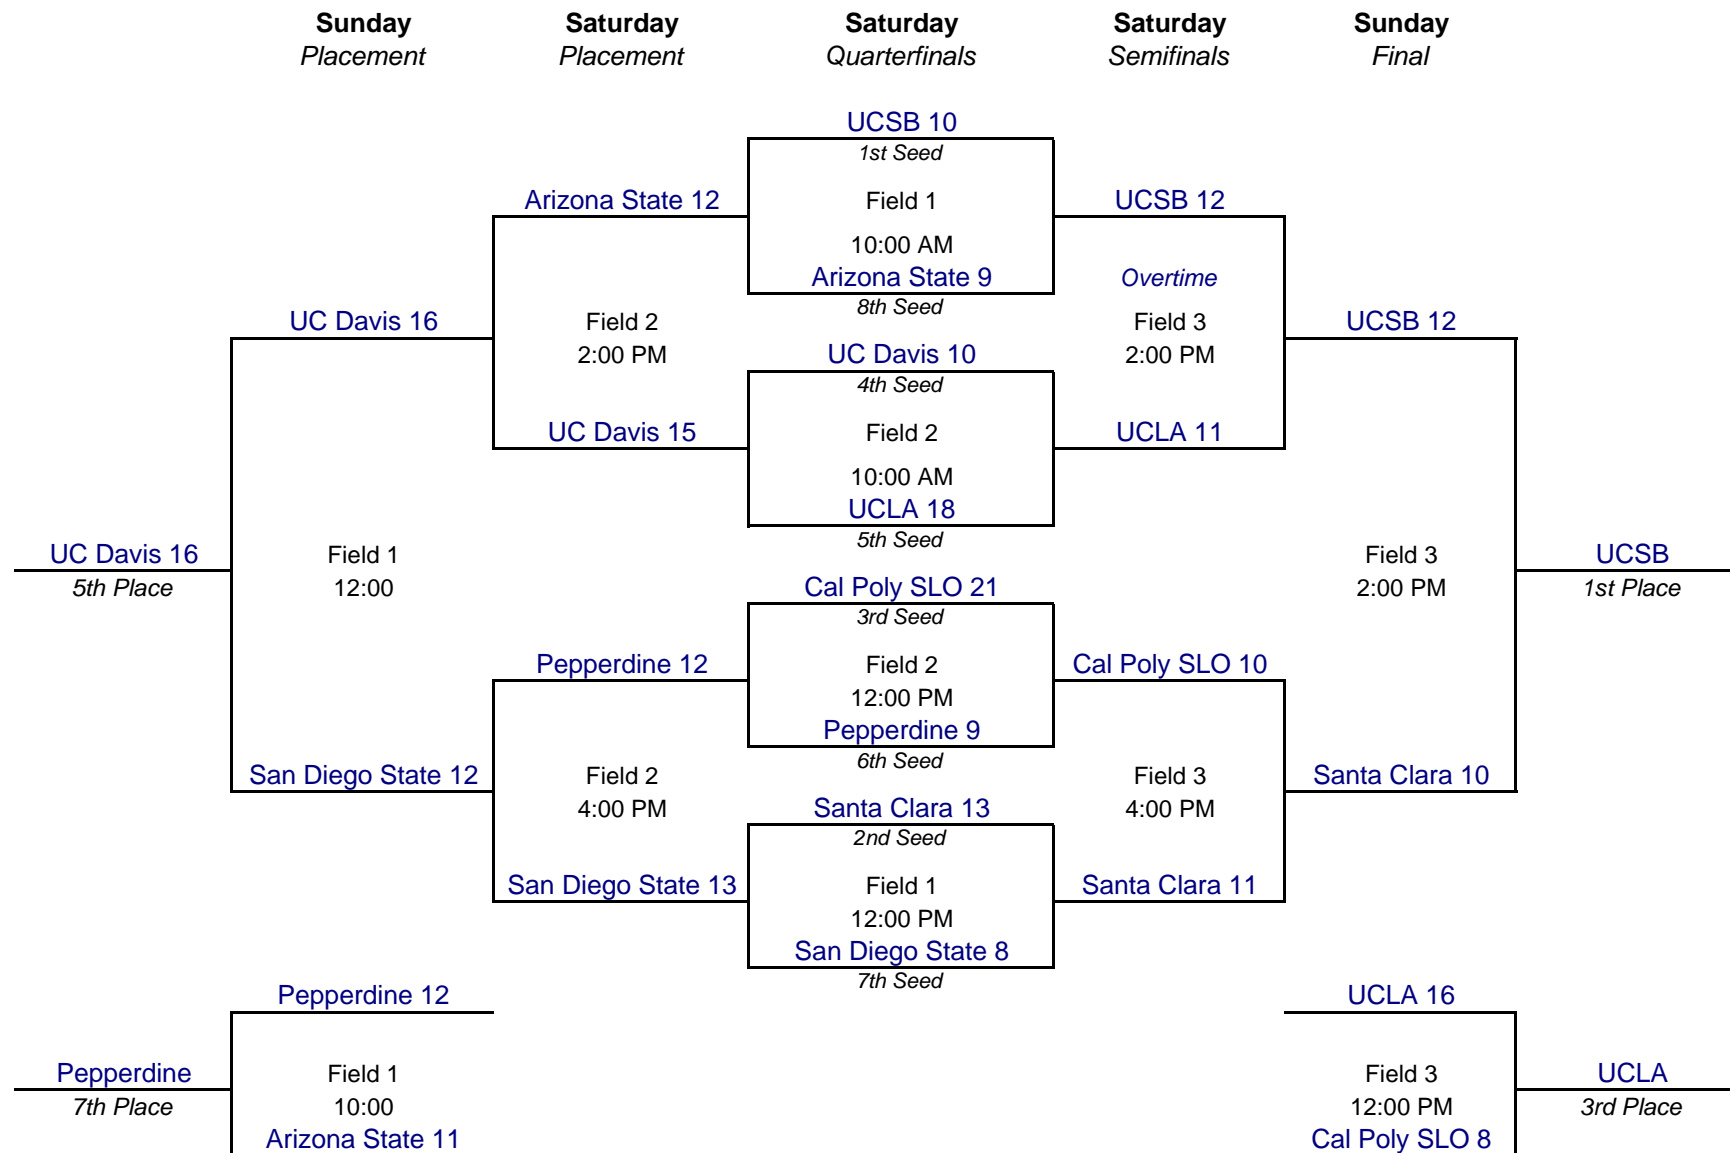 Sunday Saturday Saturday Saturday Sunday
Placement Placement Quarterfinals Semifinals Final
UCSB 10
1st Seed
Arizona State 12 Field 1 UCSB 12
10:00 AM
Arizona State 9 Overtime
8th Seed
UC Davis 16 Field 2 Field 3 UCSB 12
2:00 PM UC Davis 10 2:00 PM
4th Seed
UC Davis 15 Field 2 UCLA 11
10:00 AM
UCLA 18
5th Seed
UC Davis 16 Field 1 Field 3 UCSB
5th Place 12:00 Cal Poly SLO 21 2:00 PM 1st Place
3rd Seed
Pepperdine 12 Field 2 Cal Poly SLO 10
12:00 PM
Pepperdine 9
6th Seed
San Diego State 12 Field 2 Field 3 Santa Clara 10
4:00 PM Santa Clara 13 4:00 PM
2nd Seed
San Diego State 13 Field 1 Santa Clara 11
12:00 PM
San Diego State 8
7th Seed
Pepperdine 12 UCLA 16
Pepperdine Field 1 Field 3 UCLA
7th Place 10:00 12:00 PM 3rd Place
Arizona State 11 Cal Poly SLO 8